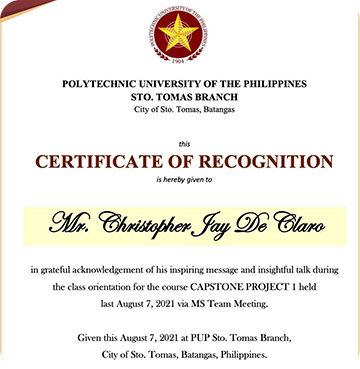 POLYTECHNIC UNIVERSITY OF THE PHILIPPINES
1904
POLYTECHNIC UNIVERSITY OF THE PHILIPPINES
STO. TOMAS BRANCH
City of Sto. Tomas, Batangas
this
CERTIFICATE OF RECOGNITION
is hereby given to
Mr. Christopher Jay De Claro
in grateful acknowledgement of his inspiring message and insightful talk during
the class orientation for the course CAPSTONE PROJECT 1 held
last August 7, 2021 via MS Team Meeting.
Given this August 7, 2021 at PUP Sto. Tomas Branch,
City of Sto. Tomas, Batangas, Philippines.